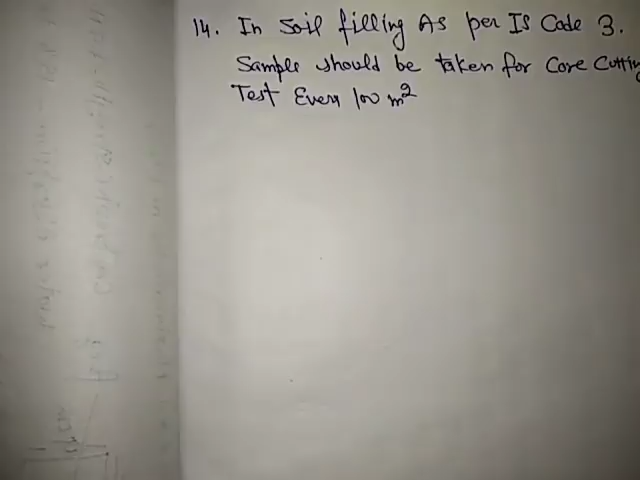 14. In Soil filling As per IS Code 3.
Sample should be taken for Core Cutting
Test Every 100 m²